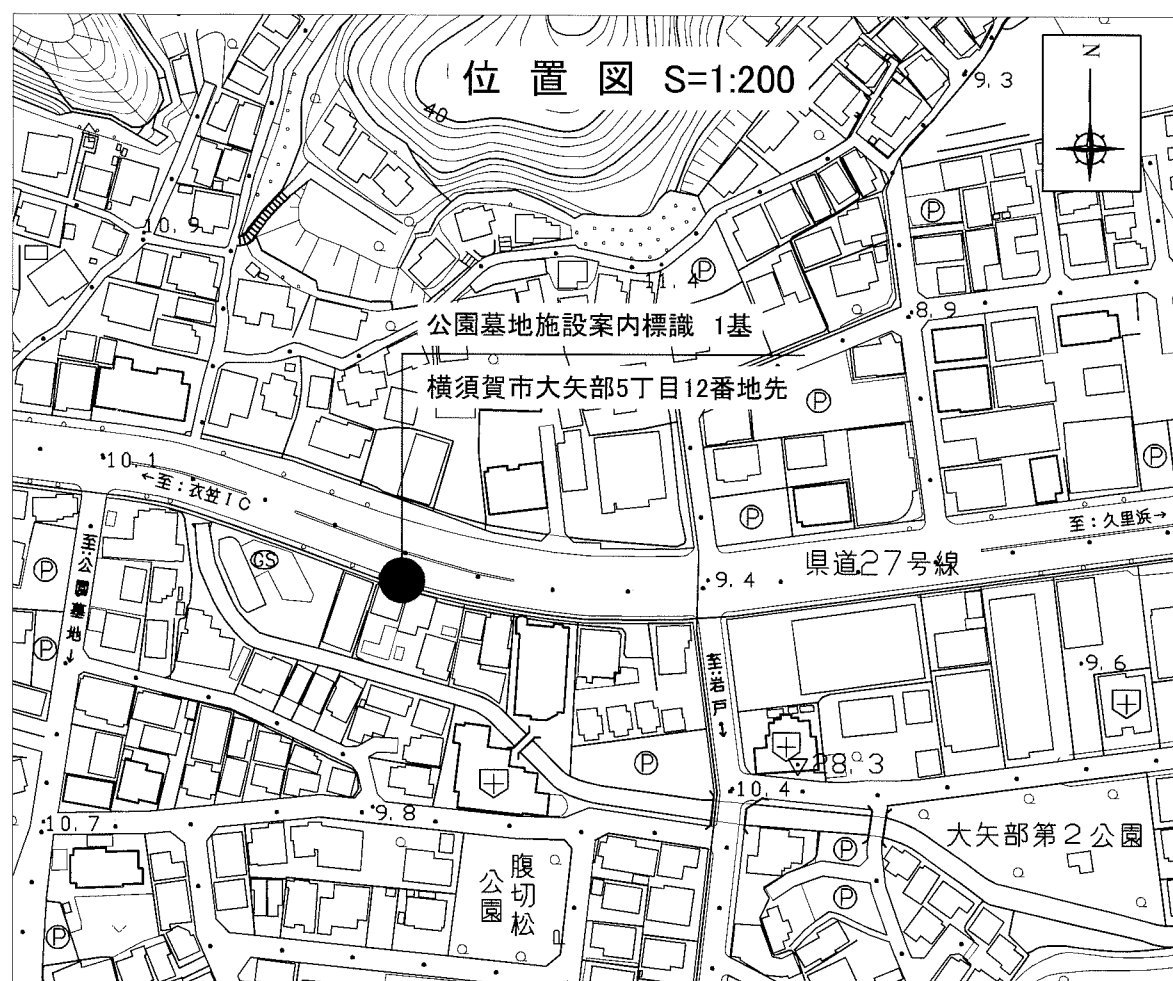 位置図 S=1:200
N
9.3
40
10.9
Ⓟ
11.4
Ⓟ
公園墓地施設案内標識 1基
8.9
横須賀市大矢部5丁目12番地先
Ⓟ
10.1
←至:衣笠IC
Ⓟ
Ⓟ
至:久里浜→
GS
県道27号線
9.4
Ⓟ
至:公園墓地→
Ⓟ
至:岩戸→
9.6
Ⓟ
28.3
10.4
10.7
9.8
大矢部第2公園
Ⓟ
腹切松
公園
Ⓟ
Ⓟ